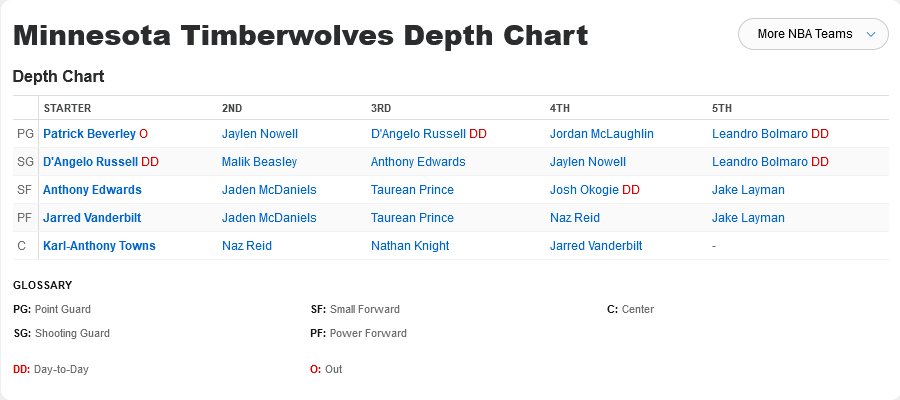 Minnesota Timberwolves Depth Chart
More NBA Teams
Depth Chart
STARTER 2ND 3RD 4TH 5TH
PG Patrick Beverley O Jaylen Nowell D'Angelo Russell DD Jordan McLaughlin Leandro Bolmaro DD
SG D'Angelo Russell DD Malik Beasley Anthony Edwards Jaylen Nowell Leandro Bolmaro DD
SF Anthony Edwards Jaden McDaniels Taurean Prince Josh Okogie DD Jake Layman
PF Jarred Vanderbilt Jaden McDaniels Taurean Prince Naz Reid Jake Layman
C Karl-Anthony Towns Naz Reid Nathan Knight Jarred Vanderbilt -
GLOSSARY
PG: Point Guard SF: Small Forward C: Center
SG: Shooting Guard PF: Power Forward
DD: Day-to-Day O: Out